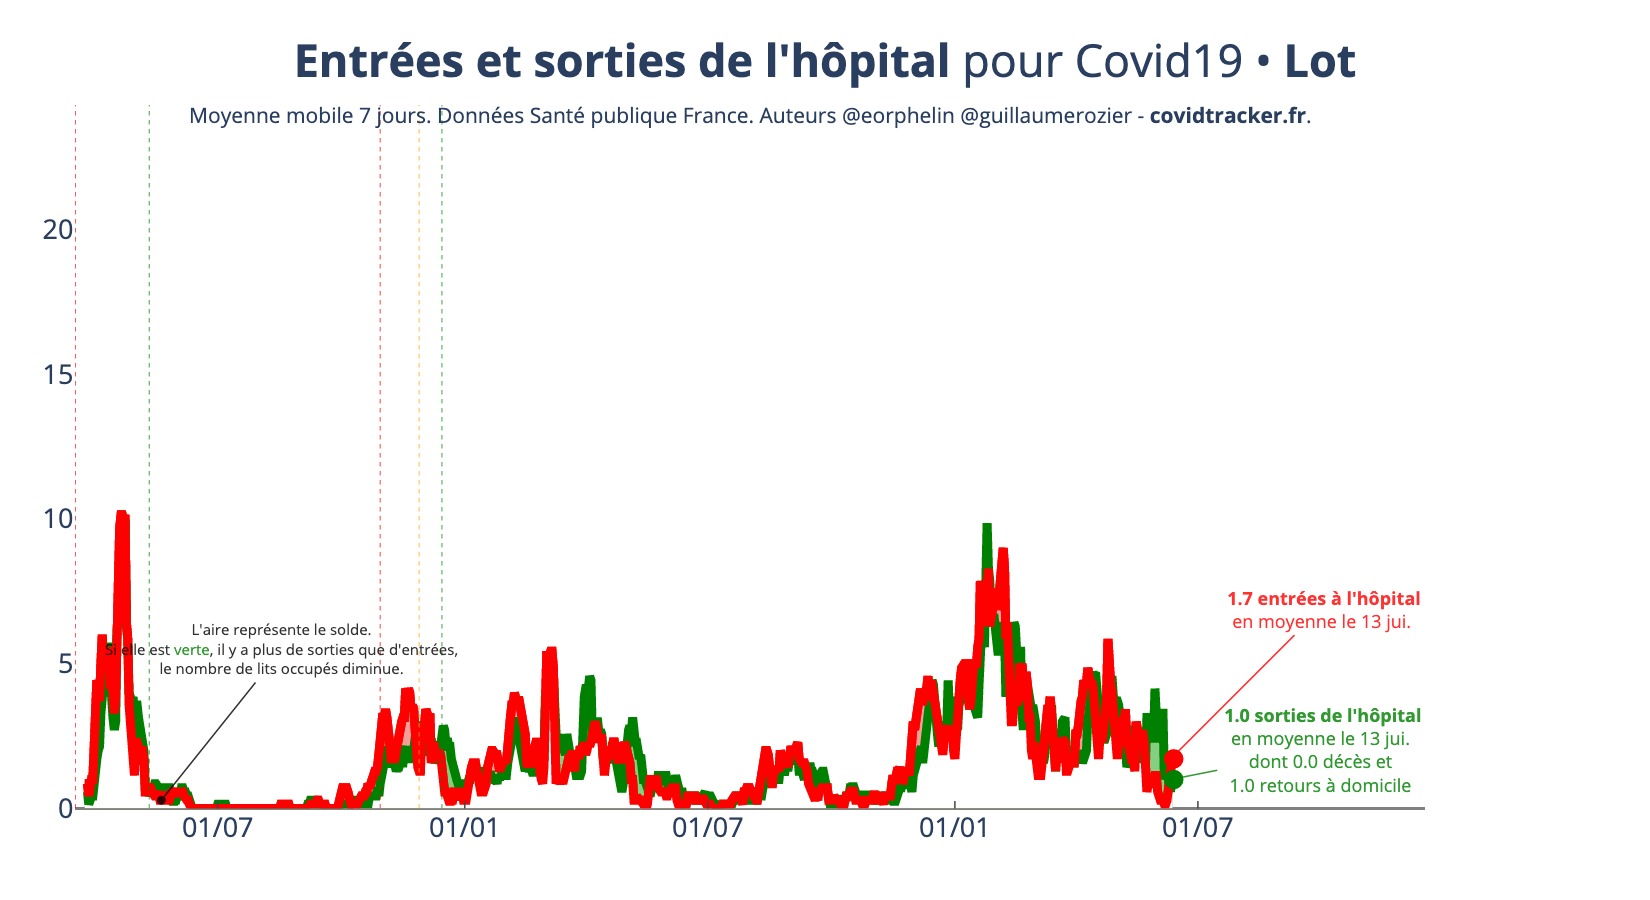 Entrées et sorties de l'hôpital pour Covid19 • Lot
Moyenne mobile 7 jours. Données Santé publique France. Auteurs @eorphelin @guillaumerozier - covidtracker.fr.
20
15
10
5
0
L'aire représente le solde.
Si elle est verte, il y a plus de sorties que d'entrées,
le nombre de lits occupés diminue.
1.7 entrées à l'hôpital
en moyenne le 13 jui.
1.0 sorties de l'hôpital
en moyenne le 13 jui.
dont 0.0 décès et
1.0 retours à domicile
01/07
01/01
01/07
01/01
01/07